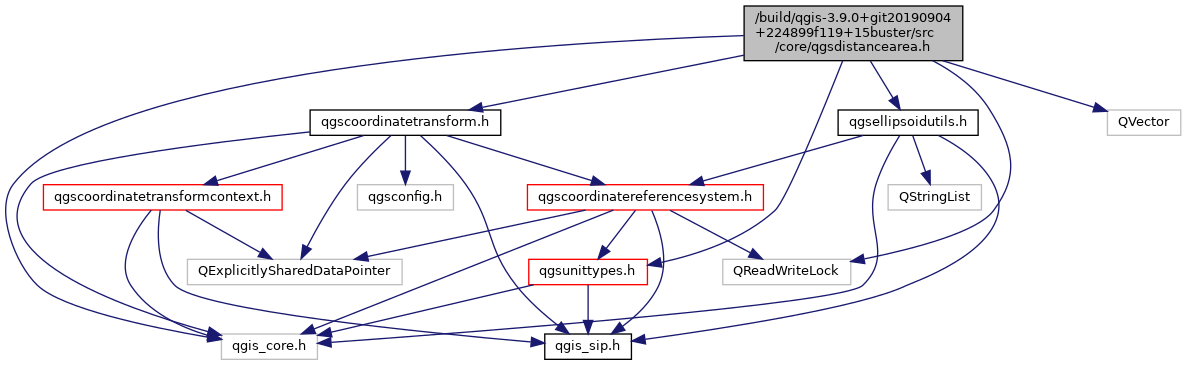 /build/qgis-3.9.0+git20190904
+224899f119+15buster/src
/core/qgsdistancearea.h
qgscoordinatetransform.h
qgsellipsoidutils.h
QVector
qgscoordinatetransformcontext.h
qgsconfig.h
qgscoordinatereferencesystem.h
QStringList
QExplicitlySharedDataPointer
qgsunittypes.h
QReadWriteLock
qgis_core.h
qgis_sip.h